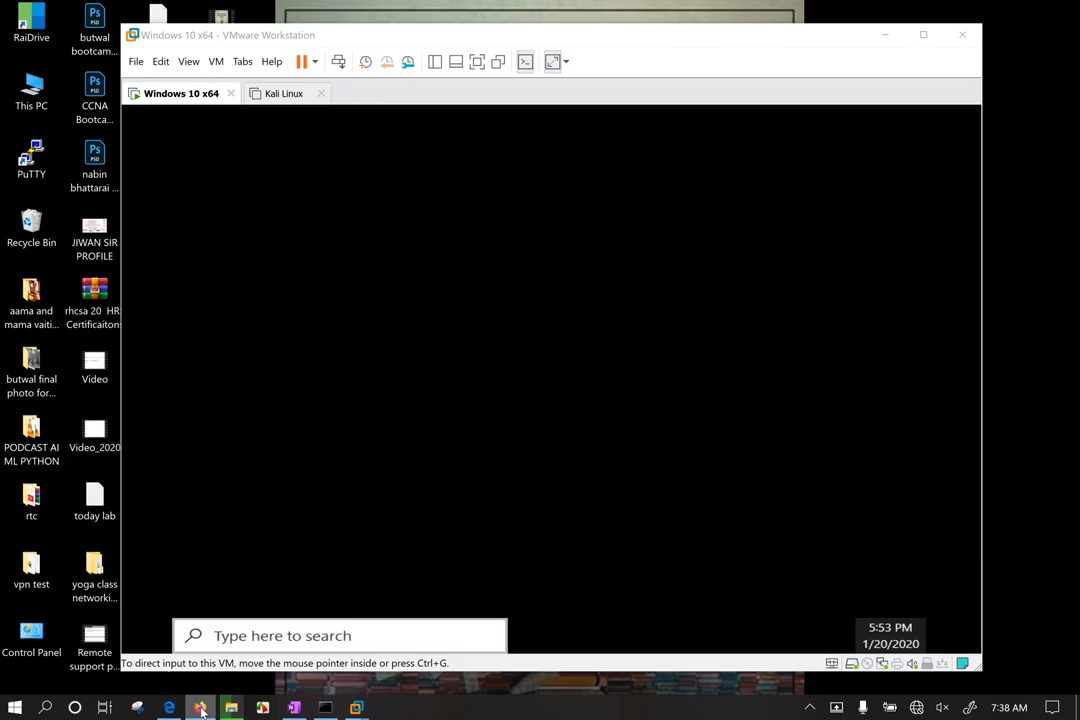 RaiDrive
butwal
bootcam...
Windows 10 x64 - VMware Workstation
File Edit View VM Tabs Help
Windows 10 x64
Kali Linux
This PC
CCNA
Bootca...
PuTTY
nabin
bhattarai ...
Recycle Bin
JIWAN SIR
PROFILE
aama and
mama vaiti...
rhcsa 20 HR
Certificaitons
butwal final
photo for...
Video
PODCAST AI
ML PYTHON
Video_2020
rtc
today lab
vpn test
yoga class
networki...
Control Panel
Remote
support p...
Type here to search
5:53 PM
1/20/2020
To direct input to this VM, move the mouse pointer inside or press Ctrl+G.
7:38 AM